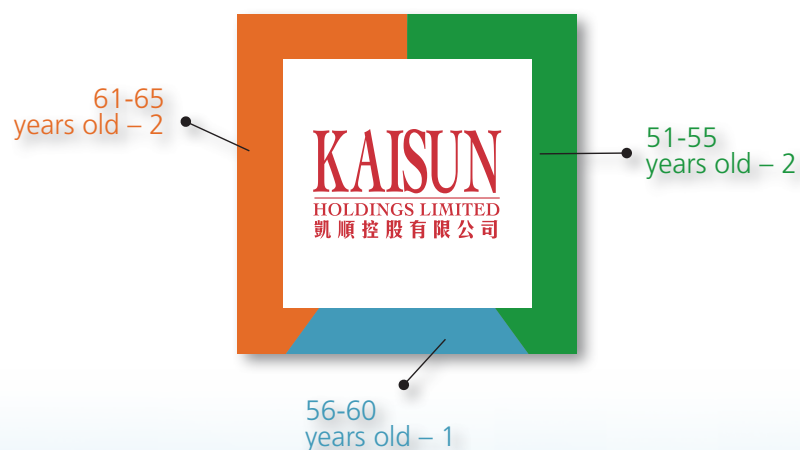 61-65
years old – 2
KAISUN
HOLDINGS LIMITED
凱順控股有限公司
51-55
years old – 2
56-60
years old – 1